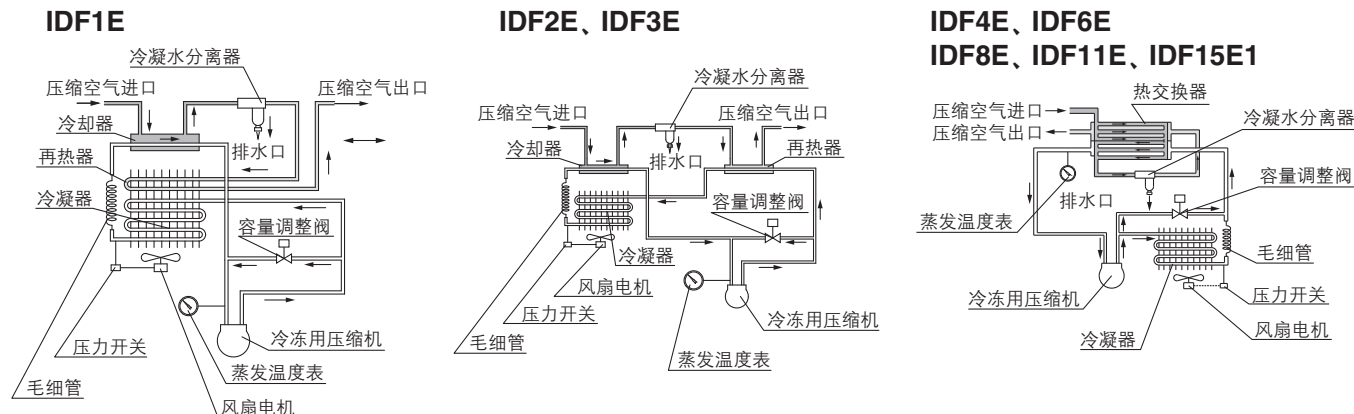 IDF1E
冷凝水分离器
压缩空气进口
压缩空气出口
冷却器
再热器
排水口
冷凝器
容量调整阀
冷冻用压缩机
压力开关
蒸发温度表
毛细管
风扇电机
IDF2E、IDF3E
冷凝水分离器
压缩空气进口
压缩空气出口
冷却器
排水口
再热器
容量调整阀
冷凝器
风扇电机
压力开关
冷冻用压缩机
毛细管
蒸发温度表
IDF4E、IDF6E
IDF8E、IDF11E、IDF15E1
热交换器
压缩空气进口
冷凝水分离器
压缩空气出口
容量调整阀
排水口
蒸发温度表
毛细管
冷冻用压缩机
压力开关
风扇电机
冷凝器